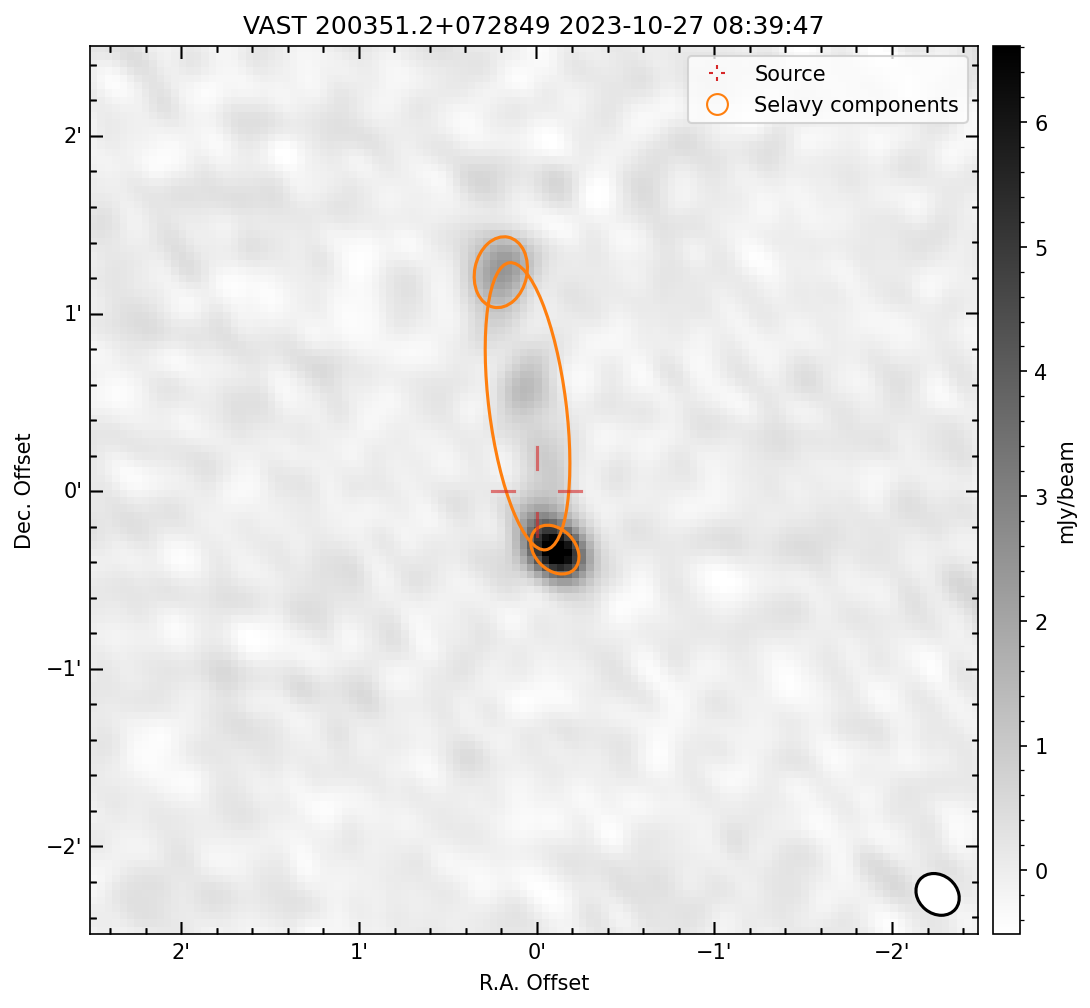 VAST 200351.2+072849 2023-10-27 08:39:47
Source
Selavy components
2'
1'
0'
−1'
−2'
2'
1'
0'
−1'
−2'
Dec. Offset
R.A. Offset
6
5
4
3
2
1
0
mJy/beam